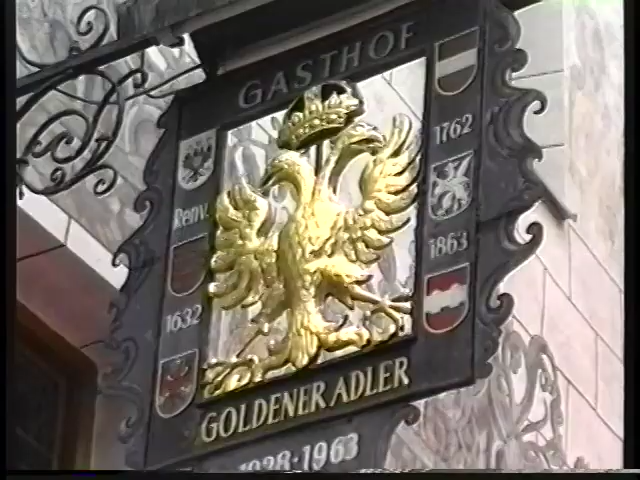 GASTHOF
1762
Renv.
1863
1632
GOLDENER ADLER
1928·1963